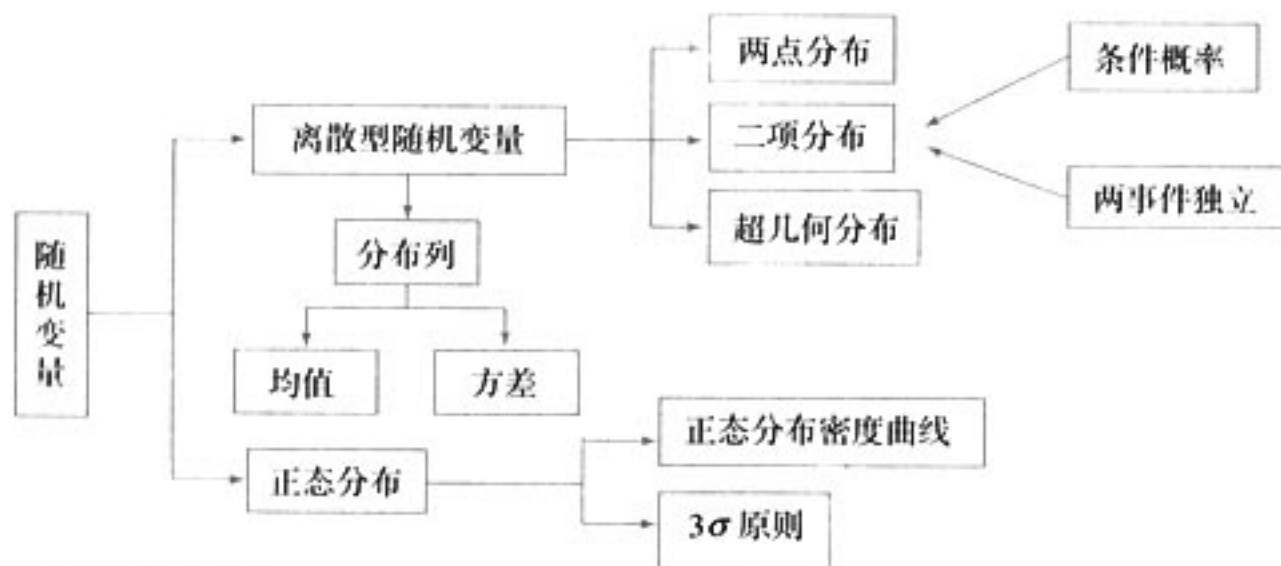 两点分布
条件概率
离散型随机变量
二项分布
两事件独立
超几何分布
随机变量
分布列
均值
方差
正态分布密度曲线
正态分布
3σ 原则